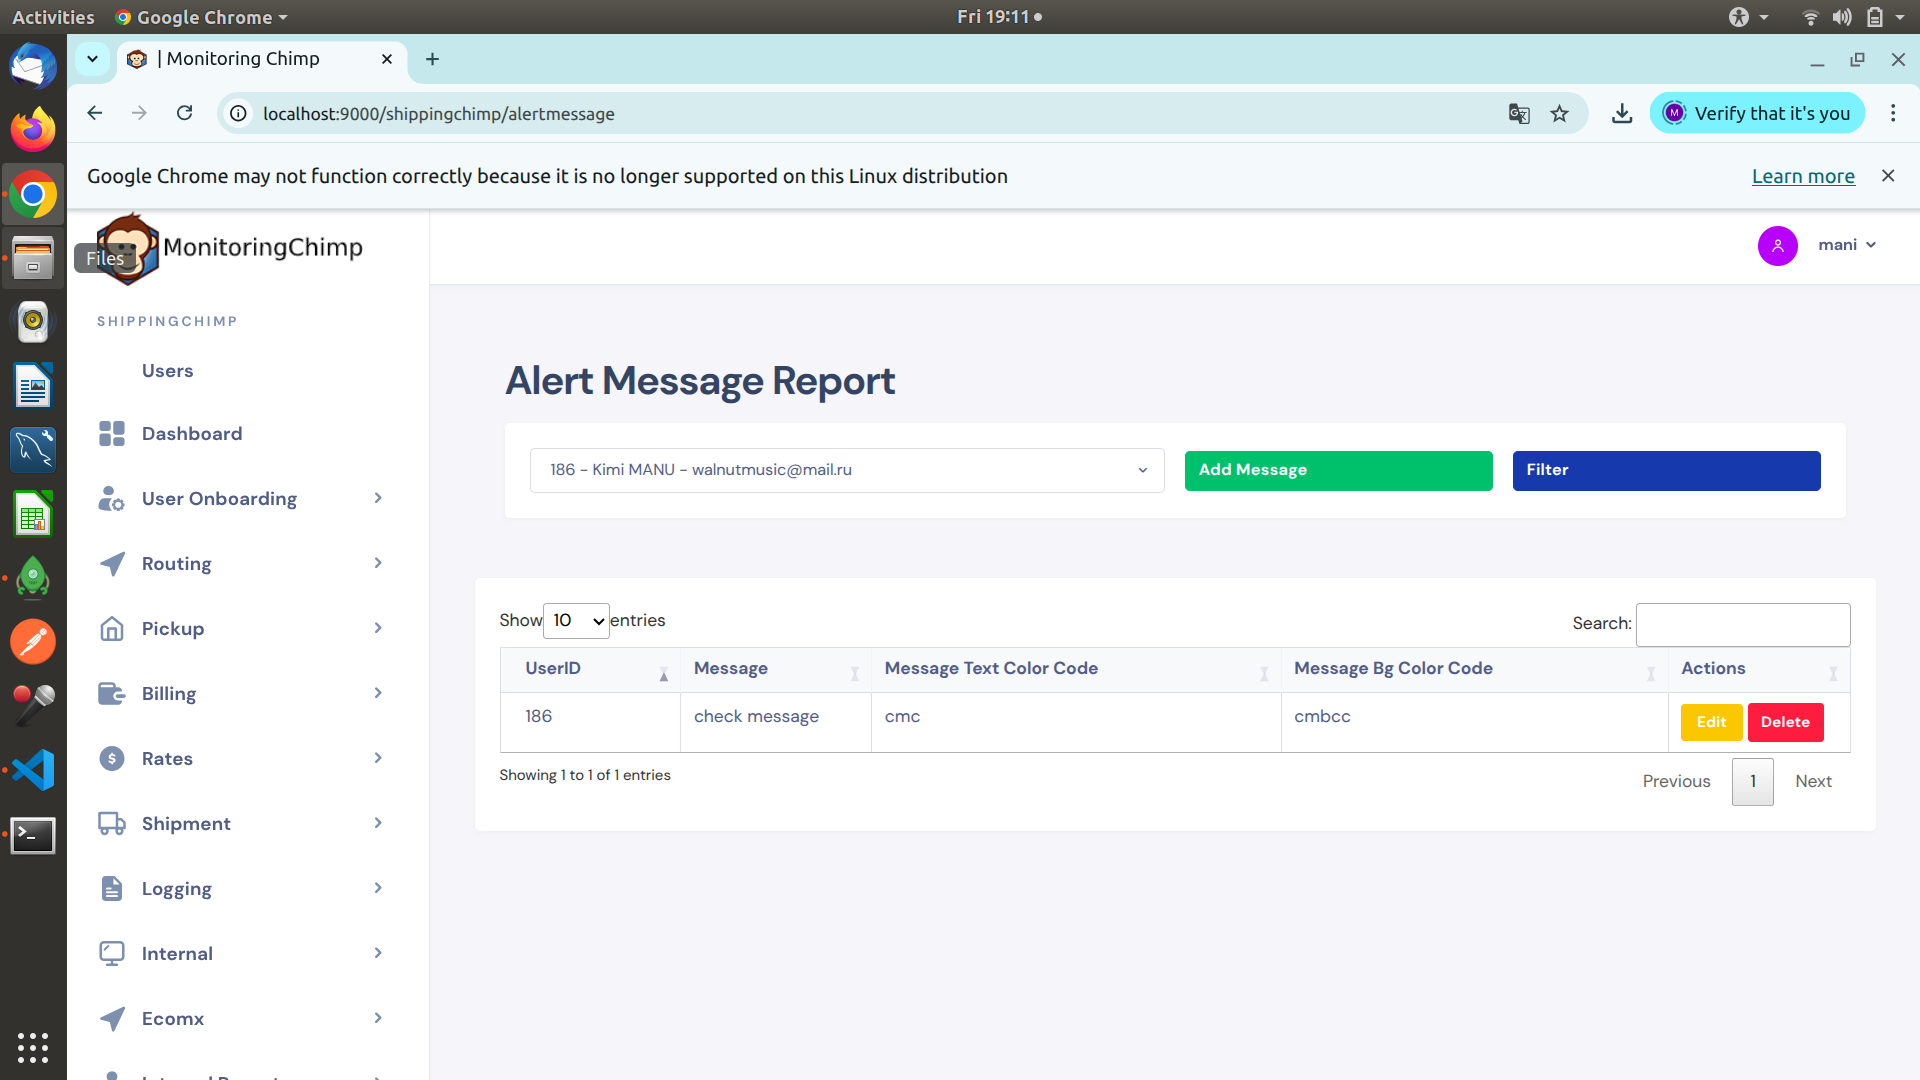 Activities
Google Chrome
Fri 19:11
| Monitoring Chimp
localhost:9000/shippingchimp/alertmessage
M
Verify that it's you
Google Chrome may not function correctly because it is no longer supported on this Linux distribution
Learn more
Files
MonitoringChimp
mani
SHIPPINGCHIMP
Users
Dashboard
User Onboarding
Routing
Pickup
Billing
Rates
Shipment
Logging
Internal
Ecomx
Alert Message Report
186 - Kimi MANU - walnutmusic@mail.ru
Add Message
Filter
Show 10 entries
Search:
UserID Message Message Text Color Code Message Bg Color Code Actions
186 check message cmc cmbcc Edit Delete
Showing 1 to 1 of 1 entries
Previous 1 Next